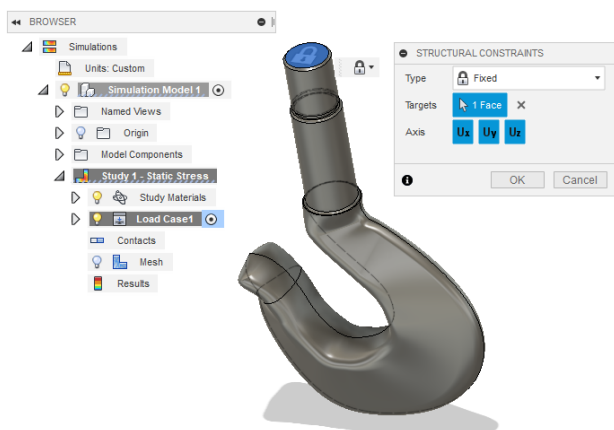 BROWSER
Simulations
Units: Custom
Simulation Model 1
Named Views
Origin
Model Components
Study 1 - Static Stress
Study Materials
Load Case1
Contacts
Mesh
Results
STRUCTURAL CONSTRAINTS
Type Fixed
Targets 1 Face
Axis Ux Uy Uz
OK Cancel